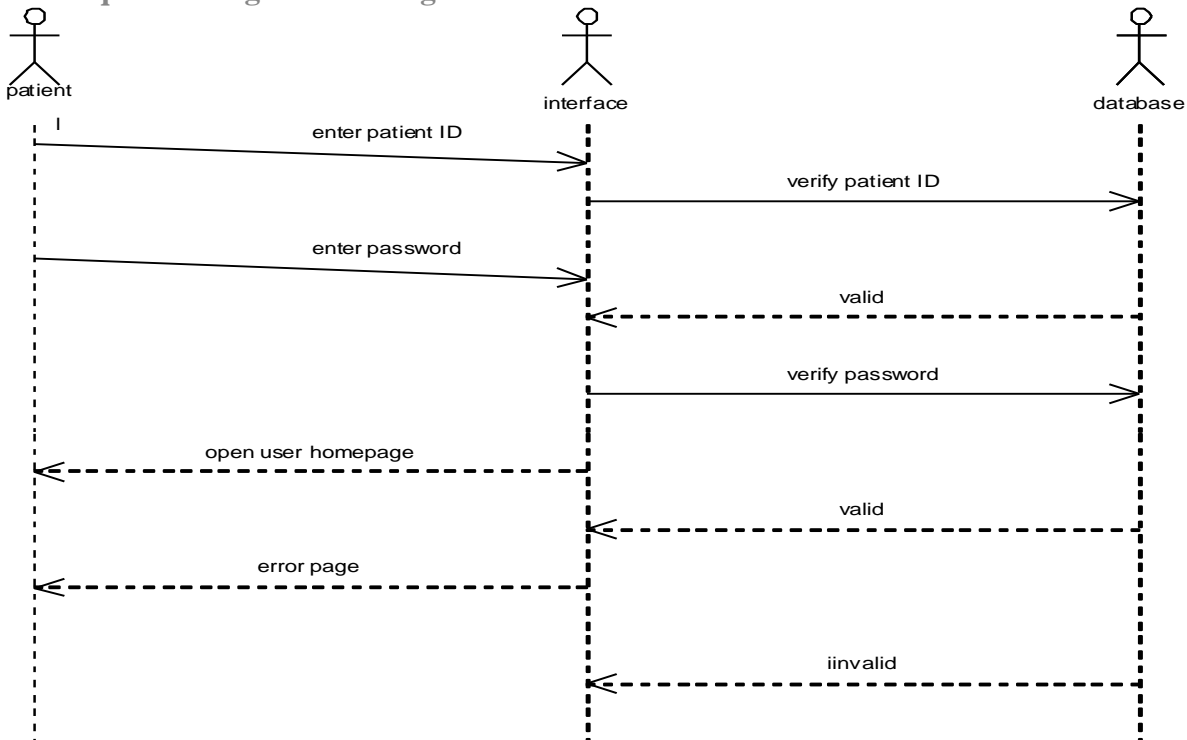 patient
interface
database
I
enter patient ID
verify patient ID
enter password
valid
verify password
open user homepage
valid
error page
iinvalid